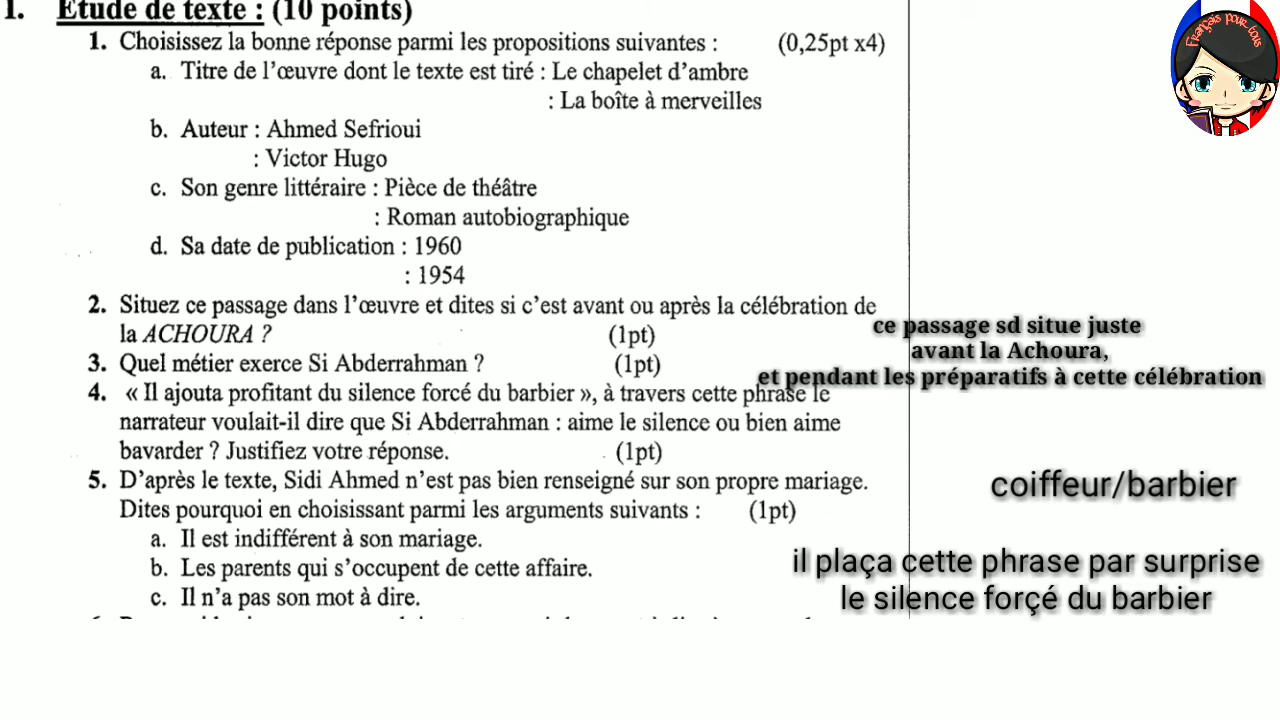 I. Etude de texte : (10 points)
1. Choisissez la bonne réponse parmi les propositions suivantes : (0,25pt x4)
a. Titre de l'œuvre dont le texte est tiré : Le chapelet d'ambre
: La boîte à merveilles
b. Auteur : Ahmed Sefrioui
: Victor Hugo
c. Son genre littéraire : Pièce de théâtre
: Roman autobiographique
d. Sa date de publication : 1960
: 1954
2. Situez ce passage dans l'œuvre et dites si c'est avant ou après la célébration de
la ACHOURA ? (1pt)
3. Quel métier exerce Si Abderrahman ? (1pt)
4. « Il ajouta profitant du silence forcé du barbier », à travers cette phrase le
narrateur voulait-il dire que Si Abderrahman : aime le silence ou bien aime
bavarder ? Justifiez votre réponse. (1pt)
5. D'après le texte, Sidi Ahmed n'est pas bien renseigné sur son propre mariage.
Dites pourquoi en choisissant parmi les arguments suivants : (1pt)
a. Il est indifférent à son mariage.
b. Les parents qui s'occupent de cette affaire.
c. Il n'a pas son mot à dire.
Français pour tous
ce passage sd situe juste
avant la Achoura,
et pendant les préparatifs à cette célébration
coiffeur/barbier
il plaça cette phrase par surprise
le silence forçé du barbier